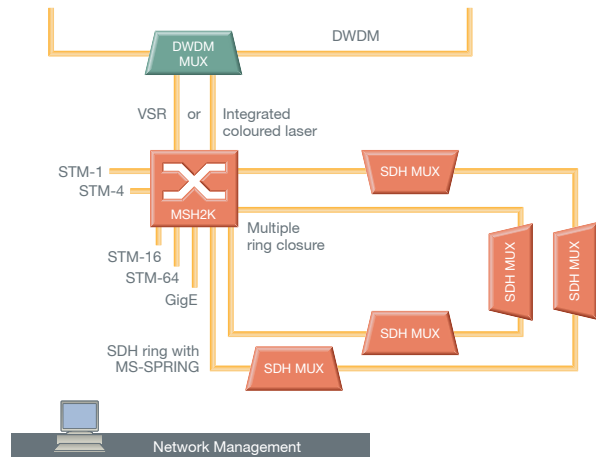 DWDM
DWDM
MUX
VSR or Integrated
coloured laser
STM-1
SDH MUX
STM-4
MSH2K
Multiple
ring closure
STM-16
STM-64
GigE
SDH MUX
SDH MUX
SDH MUX
SDH ring with
MS-SPRING
SDH MUX
Network Management